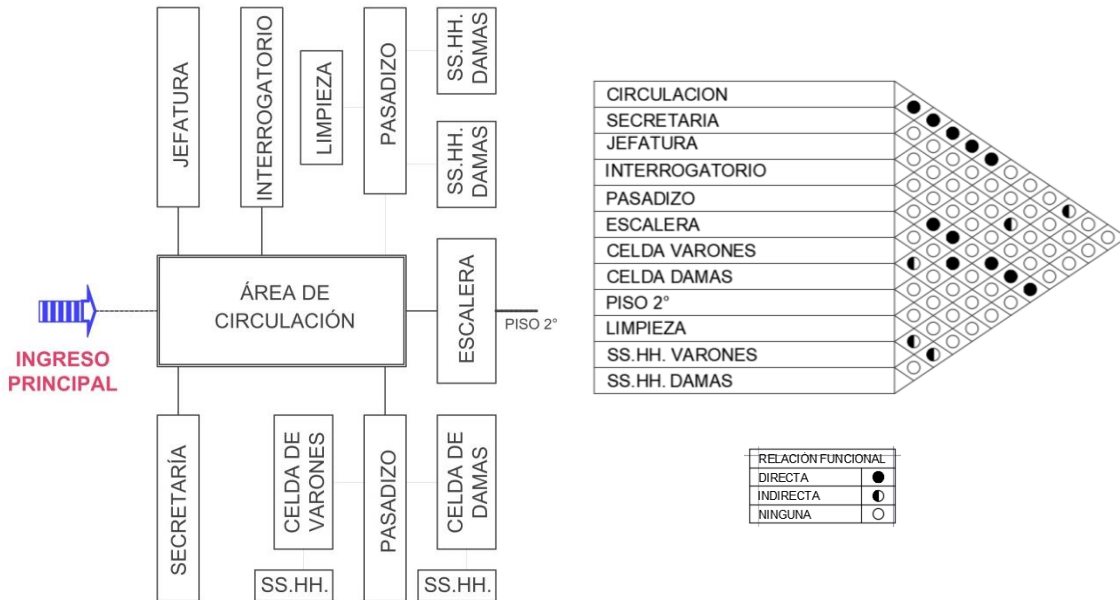 JEFATURA
INTERROGATORIO
LIMPIEZA
PASADIZO
SS.HH.
DAMAS
SS.HH.
DAMAS
ÁREA DE
CIRCULACIÓN
ESCALERA
PISO 2°
INGRESO
PRINCIPAL
SECRETARÍA
CELDA DE
VARONES
PASADIZO
CELDA DE
DAMAS
SS.HH.
SS.HH.
CIRCULACION
SECRETARIA
JEFATURA
INTERROGATORIO
PASADIZO
ESCALERA
CELDA VARONES
CELDA DAMAS
PISO 2°
LIMPIEZA
SS.HH. VARONES
SS.HH. DAMAS
RELACIÓN FUNCIONAL
DIRECTA
INDIRECTA
NINGUNA